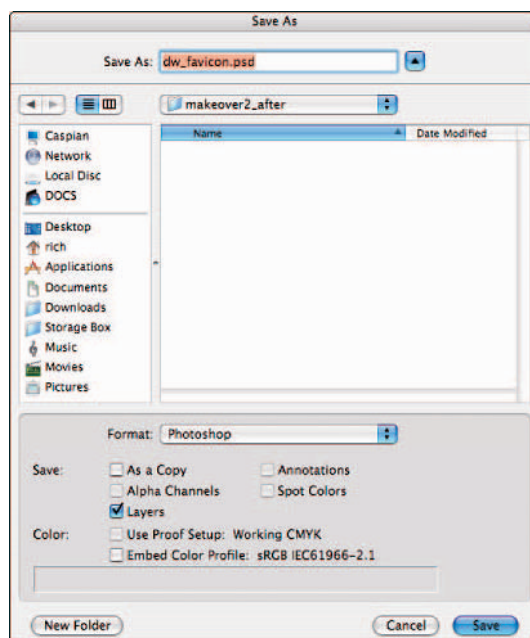 Save As
Save As: dw_favicon.psd
makeover2_after
Name Date Modified
Caspian
Network
Local Disc
DOCS
Desktop
rich
Applications
Documents
Downloads
Storage Box
Music
Movies
Pictures
Format: Photoshop
Save: As a Copy Annotations
Alpha Channels Spot Colors
Layers
Color: Use Proof Setup: Working CMYK
Embed Color Profile: sRGB IEC61966-2.1
New Folder Cancel Save